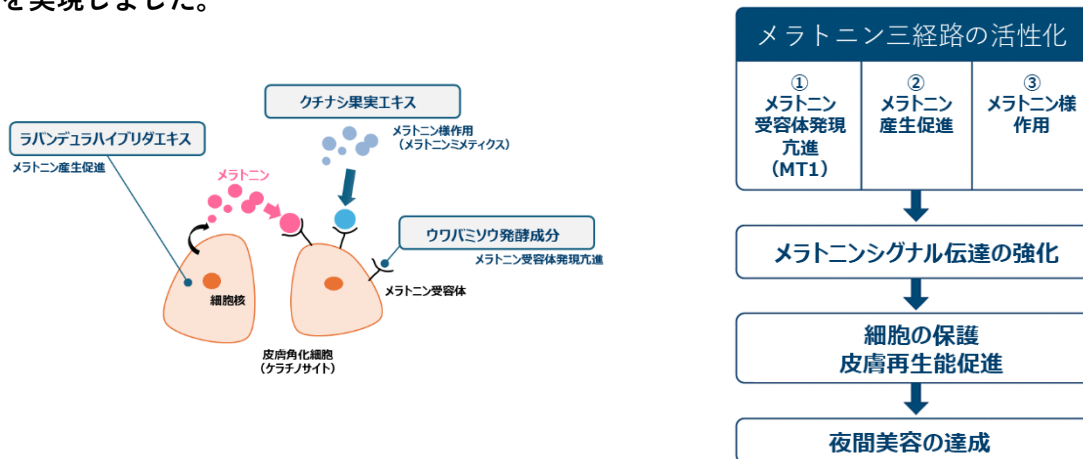 を実現しました。
クチナシ果実エキス
メラトニン様作用
（メラトニンミメティクス）
ラバンデュラハイブリダエキス
メラトニン産生促進
メラトニン
ウワバミソウ発酵成分
メラトニン受容体発現亢進
メラトニン受容体
細胞核
皮膚角化細胞
（ケラチノサイト）
メラトニン三経路の活性化
①
メラトニン
受容体発現
亢進
（MT1）
②
メラトニン
産生促進
③
メラトニン様
作用
メラトニンシグナル伝達の強化
細胞の保護
皮膚再生能促進
夜間美容の達成